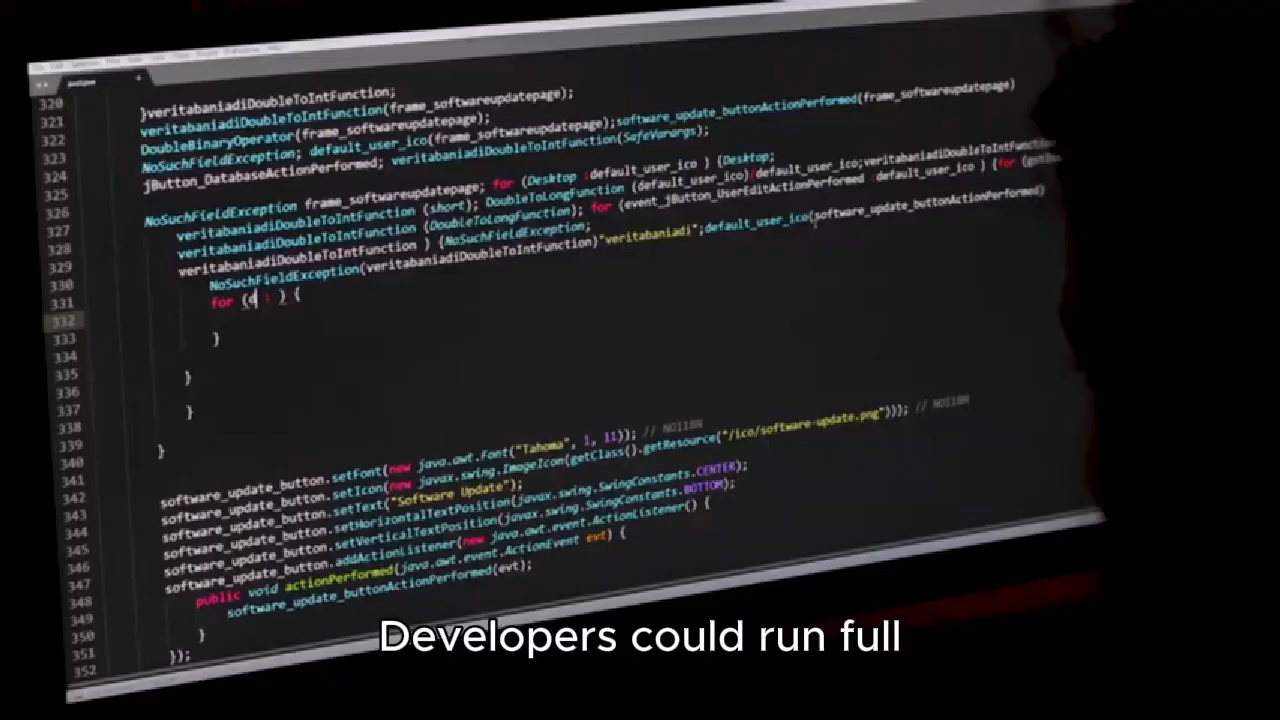 320
321 }veritabaniadiDoubleToIntFunction;
322 veritabaniadiDoubleToIntFunction(frame_softwareupdatepage);
323 DoubleBinaryOperator(frame_softwareupdatepage);
324 NoSuchFieldException; default_user_ico(frame_softwareupdatepage);software_update_buttonActionPerformed(frame_softwareupdatepage)
325 jButton_DatabaseActionPerformed; veritabaniadiDoubleToIntFunction(SafeVarargs);
326
327 NoSuchFieldException frame_softwareupdatepage; for (Desktop :default_user_ico ) {Desktop;
328 veritabaniadiDoubleToIntFunction (short); DoubleToLongFunction (default_user_ico)(default_user_ico;veritabaniadiDoubleToIntFunction
329 veritabaniadiDoubleToIntFunction (DoubleToLongFunction); for (event_jButton_UserEditActionPerformed :default_user_ico ) {for (
330 veritabaniadiDoubleToIntFunction ) {NoSuchFieldException;
331 NoSuchFieldException(veritabaniadiDoubleToIntFunction)"veritabaniadi";default_user_ico(software_update_buttonActionPerformed)
332 for (d : ) {
333
334 }
335
336 }
337
338 }
339
340 }
341
342
343 software_update_button.setFont(new java.awt.Font("Tahoma", 1, 11)); // NOI18N
344 software_update_button.setIcon(new javax.swing.ImageIcon(getClass().getResource("/ico/software-update.png"))); // NOI18N
345 software_update_button.setText("Software Update");
346 software_update_button.setHorizontalTextPosition(javax.swing.SwingConstants.CENTER);
347 software_update_button.setVerticalTextPosition(javax.swing.SwingConstants.BOTTOM);
348 software_update_button.addActionListener(new java.awt.event.ActionListener() {
349 public void actionPerformed(java.awt.event.ActionEvent evt) {
350 software_update_buttonActionPerformed(evt);
351 }
352 });
Developers could run full